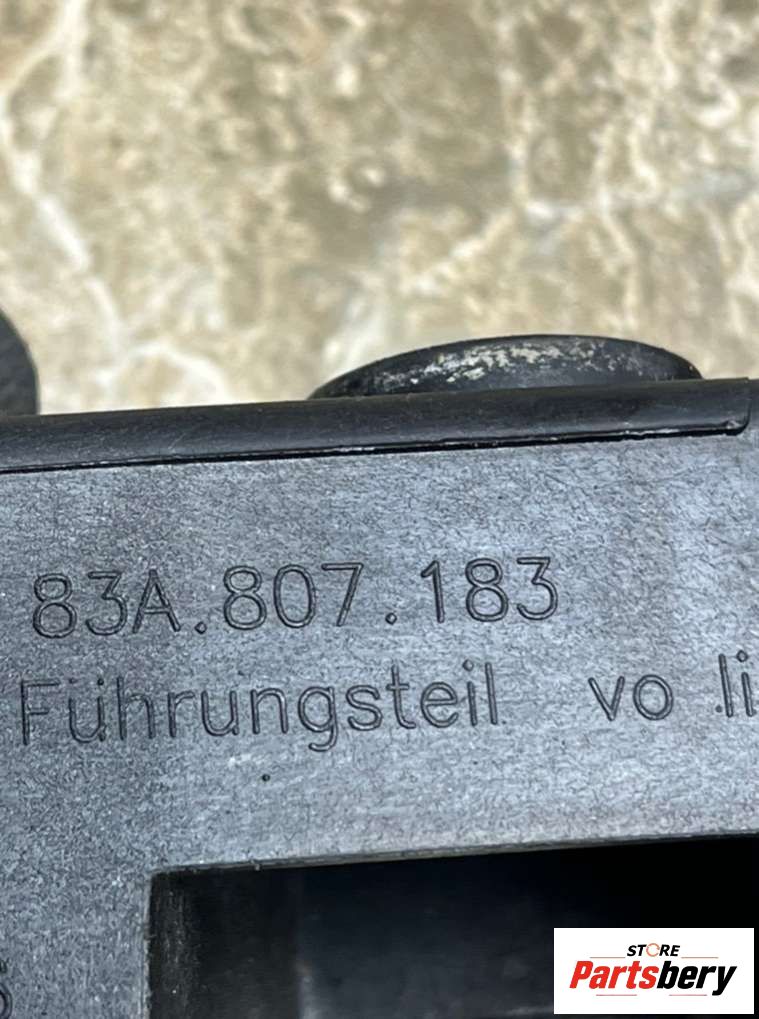 83A.807.183
Führungsteil vo li
STORE
Partsbery